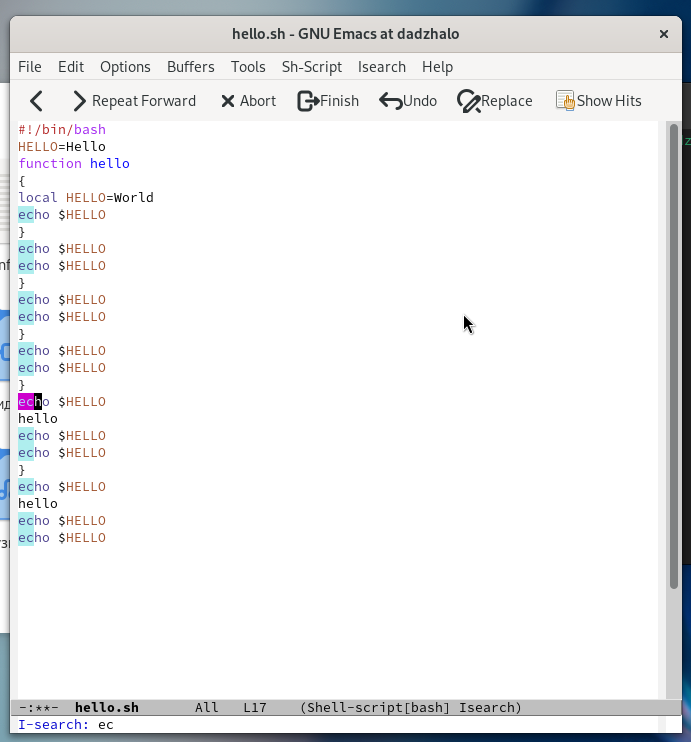 hello.sh - GNU Emacs at dadzhalo
File Edit Options Buffers Tools Sh-Script Isearch Help
Repeat Forward Abort Finish Undo Replace Show Hits
#!/bin/bash
HELLO=Hello
function hello
{
local HELLO=World
echo $HELLO
}
echo $HELLO
echo $HELLO
}
echo $HELLO
echo $HELLO
}
echo $HELLO
echo $HELLO
}
echo $HELLO
hello
echo $HELLO
echo $HELLO
}
echo $HELLO
hello
echo $HELLO
echo $HELLO
-:**- hello.sh All L17 (Shell-script[bash] Isearch)
I-search: ec